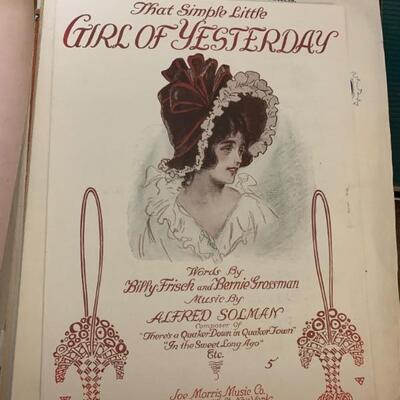 That Simple Little
GIRL OF YESTERDAY
Words By
Billy Frisch and Bernie Grossman
Music By
ALFRED SOLMAN
Composer Of
"There's a Quaker Down in Quaker Town"
"In the Sweet Long Ago"
Etc.
5
Joe Morris Music Co.